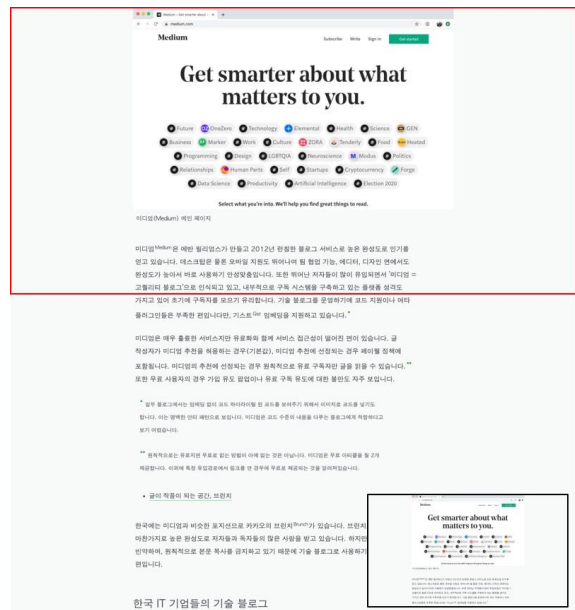 Medium – Get smarter about
medium.com
Medium
Subscribe Write Sign in Get started
Get smarter about what
matters to you.
Future OneZero Technology Elemental Health Science GEN
Business Marker Work Culture ZORA Tenderly Food Heated
Programming Design LGBTQIA Neuroscience Modus Politics
Relationships Human Parts Self Startups Cryptocurrency Forge
Data Science Productivity Artificial Intelligence Election 2020
Select what you're into. We'll help you find great things to read.
미디엄(Medium) 메인 페이지
미디엄Medium은 에반 윌리엄스가 만들고 2012년 런칭한 블로그 서비스로 높은 완성도로 인기를
얻고 있습니다. 데스크탑은 물론 모바일 지원도 뛰어나며 팀 협업 기능, 에디터, 디자인 면에서도
완성도가 높아서 바로 사용하기 안성맞춤입니다. 또한 뛰어난 저자들이 많이 유입되면서 '미디엄 =
고퀄리티 블로그'으로 인식되고 있고, 내부적으로 구독 시스템을 구축하고 있는 플랫폼 성격도
가지고 있어 초기에 구독자를 모으기 유리합니다. 기술 블로그를 운영하기에 코드 지원이나 여타
플러그인들은 부족한 편입니다만, 기스트Gist 임베딩을 지원하고 있습니다.*
미디엄은 매우 훌륭한 서비스지만 유료화와 함께 서비스 접근성이 떨어진 면이 있습니다. 글
작성자가 미디엄 추천을 허용하는 경우(기본값), 미디엄 추천에 선정되는 경우 페이월 정책에
포함됩니다. 미디엄의 추천에 선정되는 경우 원칙적으로 유료 구독자만 글을 읽을 수 있습니다.**
또한 무료 사용자의 경우 가입 유도 팝업이나 유료 구독 유도에 대한 불만도 자주 보입니다.
* 일부 블로그에서는 임베딩 없이 코드 하이라이팅 된 코드를 보여주기 위해서 이미지로 코드를 넣기도
합니다. 이는 명백한 안티 패턴으로 보입니다. 미디엄은 코드 수준의 내용을 다루는 블로그에게 적합하다고
보기 어렵습니다.
** 원칙적으로는 유료지만 무료로 읽는 방법이 아예 없는 것은 아닙니다. 미디엄은 무료 아티클을 월 2개
제공합니다. 이외에 특정 유입경로에서 링크를 연 경우에 무료로 제공되는 것을 알려져있습니다.
• 글이 작품이 되는 공간, 브런치
한국에는 미디엄과 비슷한 포지션으로 카카오의 브런치Brunch가 있습니다. 브런치
마찬가지로 높은 완성도로 저자들과 독자들의 많은 사랑을 받고 있습니다. 하지만
빈약하며, 원칙적으로 본문 복사를 금지하고 있기 때문에 기술 블로그로 사용하기
편입니다.
한국 IT 기업들의 기술 블로그
Medium
Get smarter about what
matters to you.